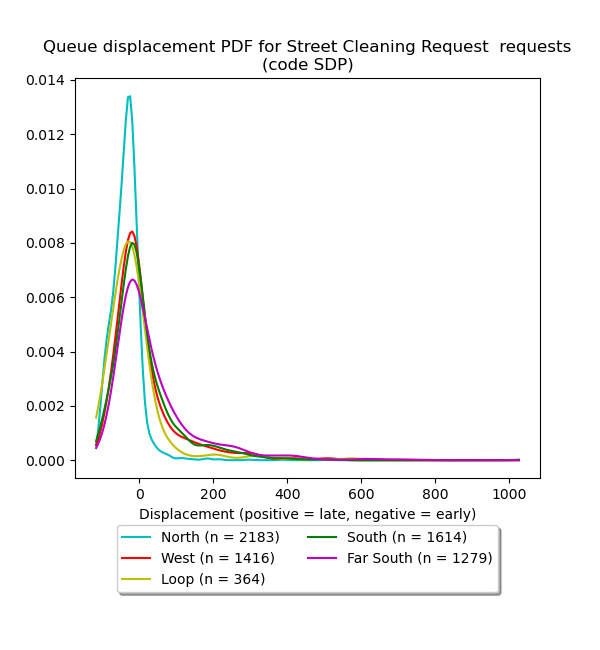 Queue displacement PDF for Street Cleaning Request  requests
(code SDP)
0.014
0.012
0.010
0.008
0.006
0.004
0.002
0.000
0 200 400 600 800 1000
Displacement (positive = late, negative = early)
North (n = 2183)
West (n = 1416)
Loop (n = 364)
South (n = 1614)
Far South (n = 1279)